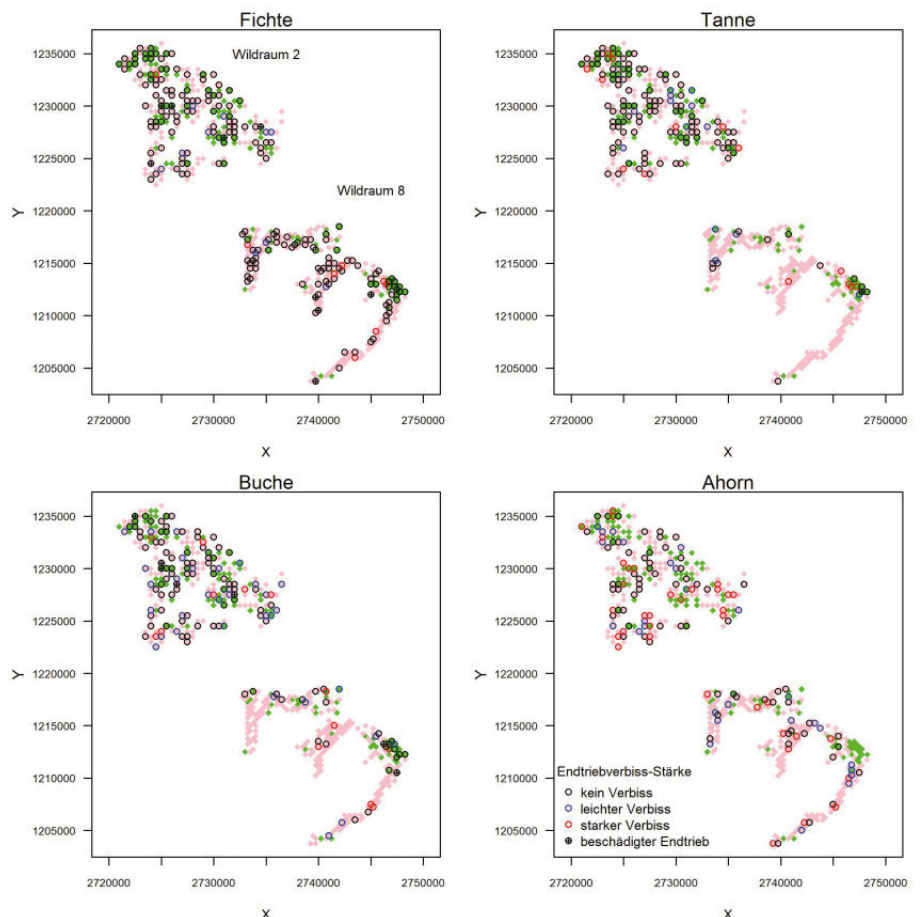 Fichte
Wildraum 2
Wildraum 8
Y
1235000
1230000
1225000
1220000
1215000
1210000
1205000
2720000 2730000 2740000 2750000
X
Tanne
Y
1235000
1230000
1225000
1220000
1215000
1210000
1205000
2720000 2730000 2740000 2750000
X
Buche
Y
1235000
1230000
1225000
1220000
1215000
1210000
1205000
2720000 2730000 2740000 2750000
X
Ahorn
Y
1235000
1230000
1225000
1220000
1215000
1210000
1205000
Endtriebverbiss-Stärke
kein Verbiss
leichter Verbiss
starker Verbiss
beschädigter Endtrieb
2720000 2730000 2740000 2750000
X